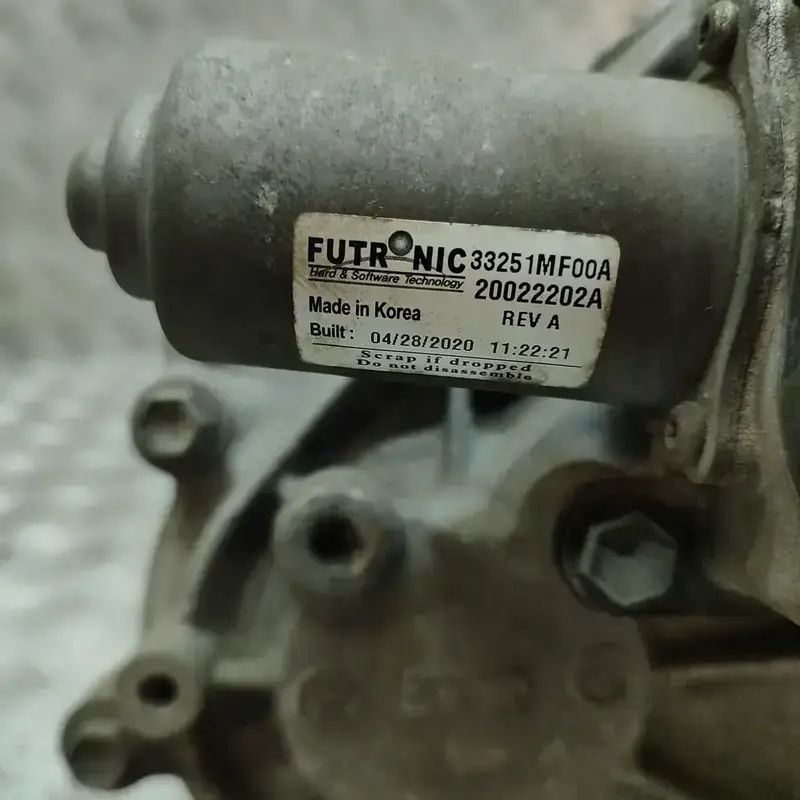 FUTRONIC 33251MF00A
Hard & Software Technology 20022202A
Made in Korea REV A
Built: 04/28/2020 11:22:21
Scrap if dropped
Do not disassemble